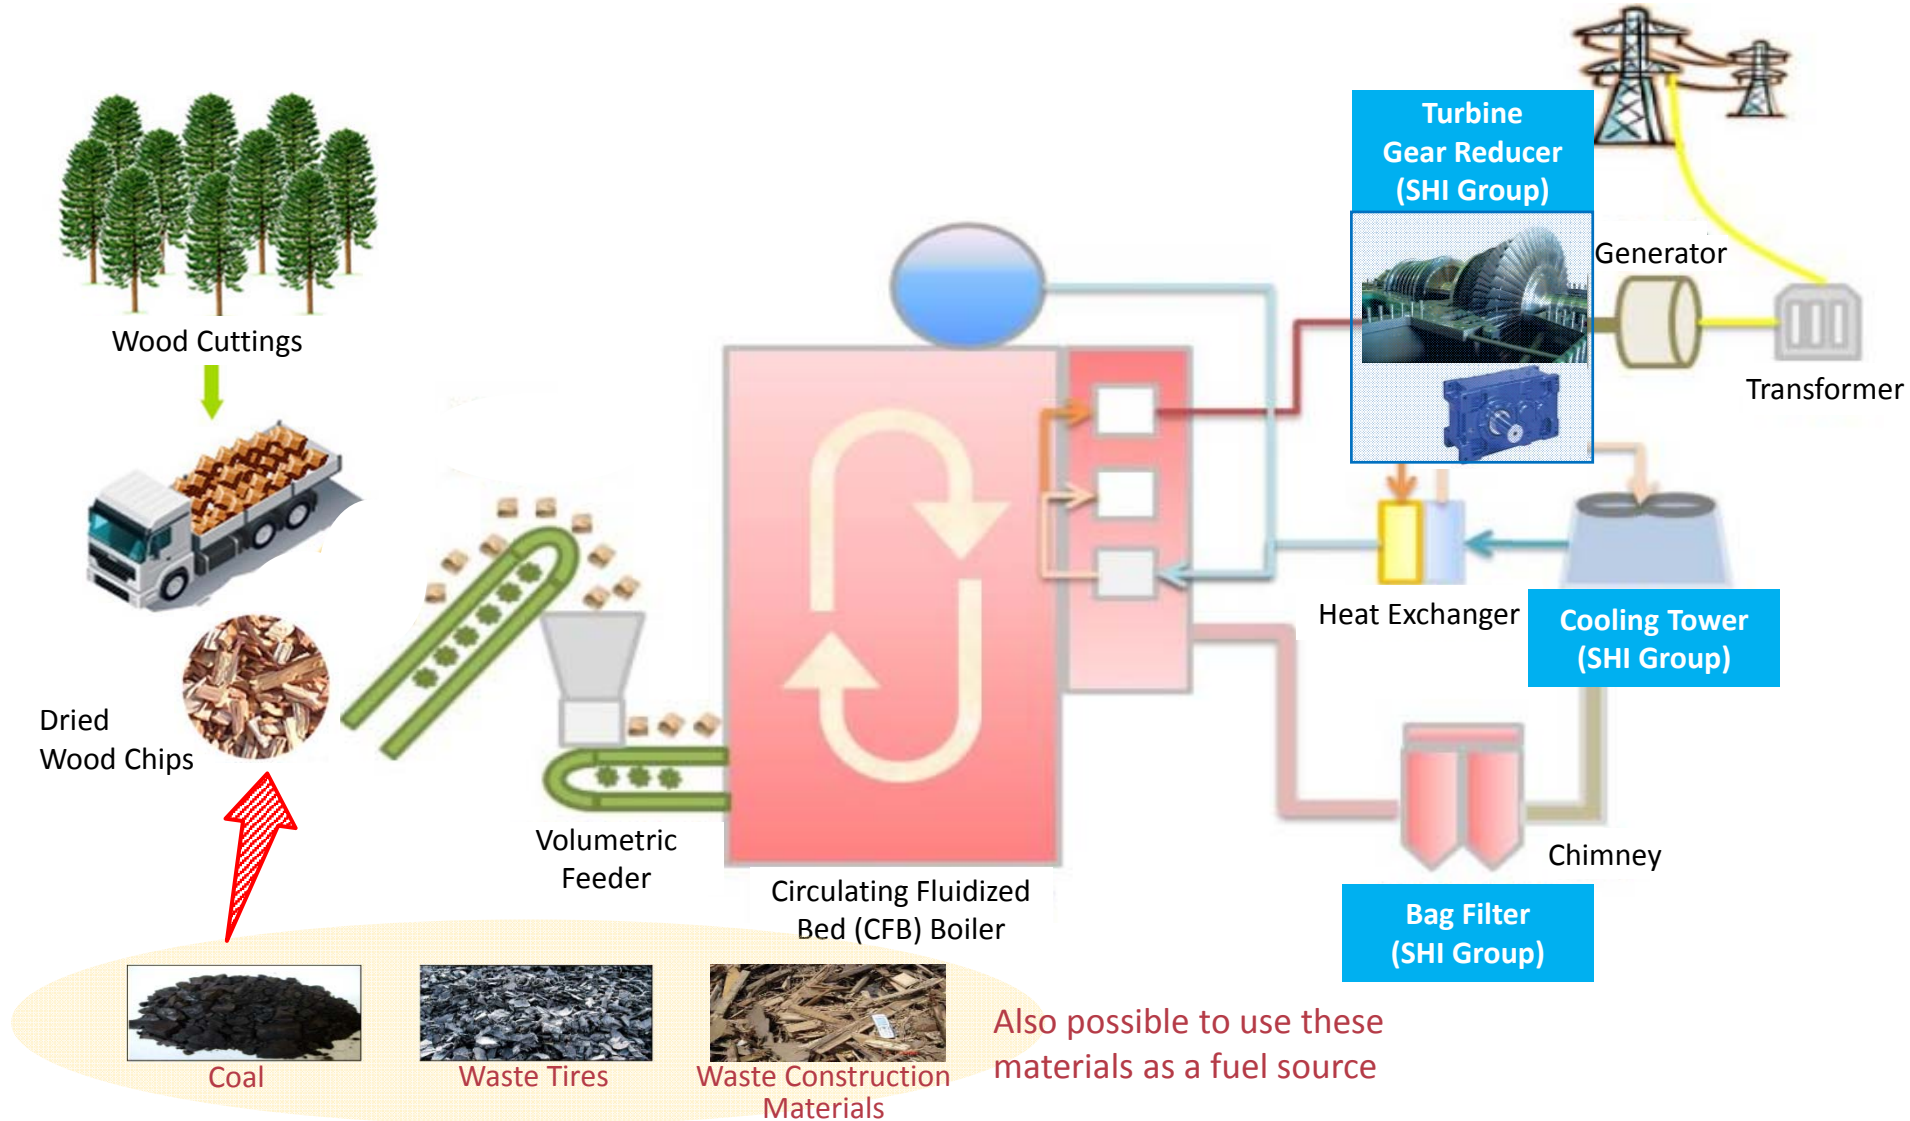 Turbine
Gear Reducer
(SHI Group)
Generator
Wood Cuttings
Transformer
Heat Exchanger
Cooling Tower
(SHI Group)
Dried
Wood Chips
Volumetric
Feeder
Chimney
Circulating Fluidized
Bed (CFB) Boiler
Bag Filter
(SHI Group)
Also possible to use these
materials as a fuel source
Coal
Waste Tires
Waste Construction
Materials